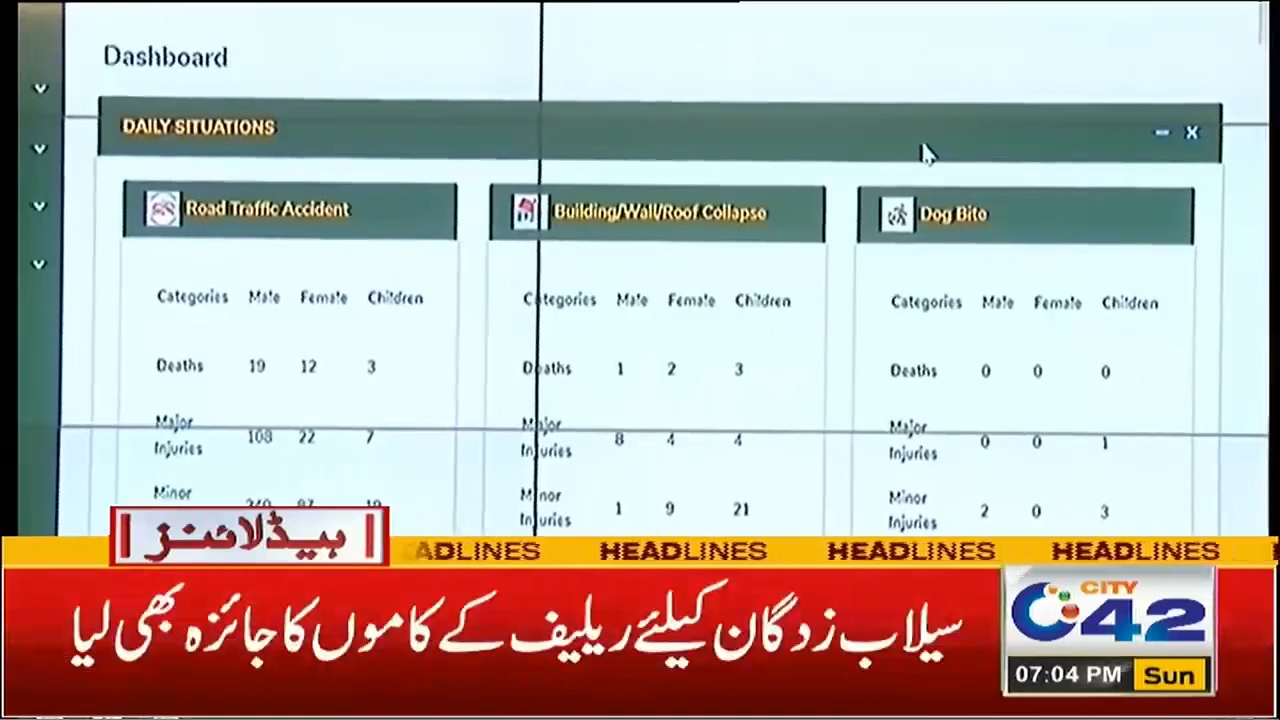 Dashboard
DAILY SITUATIONS
Road Traffic Accident
Categories Male Female Children
Deaths 19 12 3
Major Injuries 108 22 7
Minor
Building/Wall/Roof Collapse
Categories Male Female Children
Deaths 1 2 3
Major Injuries 8 4 4
Minor Injuries 1 9 21
Dog Bite
Categories Male Female Children
Deaths 0 0 0
Major Injuries 0 0 1
Minor Injuries 2 0 3
ہیڈلائنز
ADLINES HEADLINES HEADLINES HEADLINES
سیلاب زدگان کیلئے ریلیف کے کاموں کا جائزہ بھی لیا
CITY
42
07:04 PM Sun